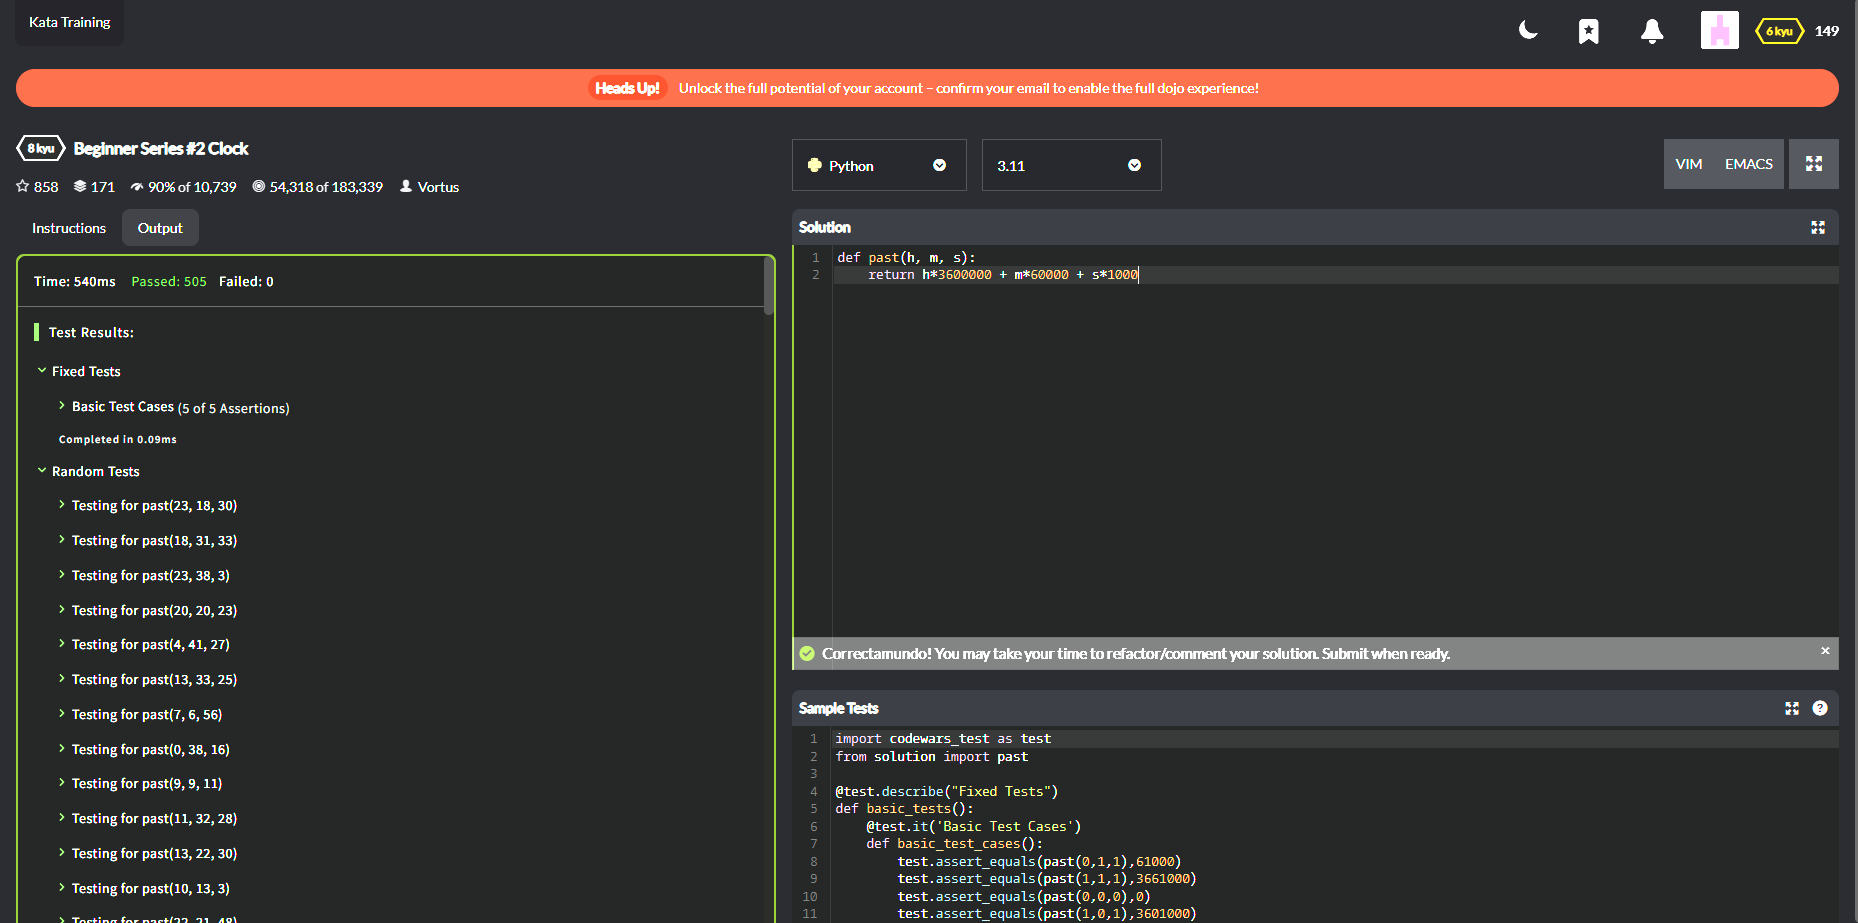 Kata Training
6 kyu 149
Heads Up! Unlock the full potential of your account – confirm your email to enable the full dojo experience!
8 kyu Beginner Series #2 Clock
858 171 90% of 10,739 54,318 of 183,339 Vortus
Instructions Output
Time: 540ms Passed: 505 Failed: 0
Test Results:
Fixed Tests
Basic Test Cases (5 of 5 Assertions)
Completed in 0.09ms
Random Tests
Testing for past(23, 18, 30)
Testing for past(18, 31, 33)
Testing for past(23, 38, 3)
Testing for past(20, 20, 23)
Testing for past(4, 41, 27)
Testing for past(13, 33, 25)
Testing for past(7, 6, 56)
Testing for past(0, 38, 16)
Testing for past(9, 9, 11)
Testing for past(11, 32, 28)
Testing for past(13, 22, 30)
Testing for past(10, 13, 3)
Testing for past(22, 21, 48)
Python 3.11 VIM EMACS
Solution
1 def past(h, m, s):
2     return h*3600000 + m*60000 + s*1000
Correctamundo! You may take your time to refactor/comment your solution. Submit when ready. ×
Sample Tests ?
1 import codewars_test as test
2 from solution import past
3
4 @test.describe("Fixed Tests")
5 def basic_tests():
6     @test.it('Basic Test Cases')
7     def basic_test_cases():
8         test.assert_equals(past(0,1,1),61000)
9         test.assert_equals(past(1,1,1),3661000)
10         test.assert_equals(past(0,0,0),0)
11         test.assert_equals(past(1,0,1),3601000)